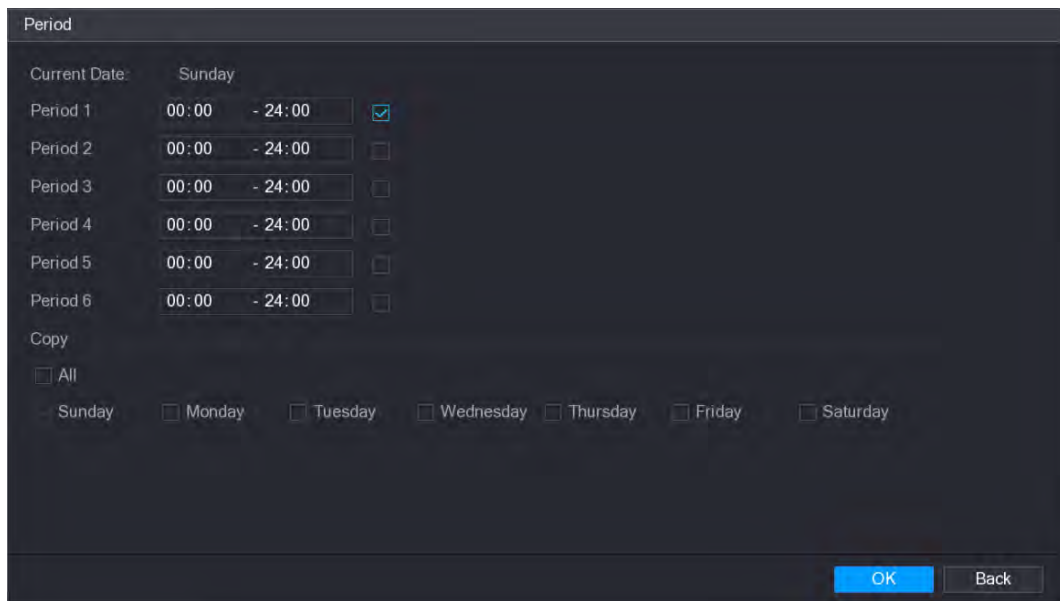 Period
Current Date: Sunday
Period 1 00:00 - 24:00
Period 2 00:00 - 24:00
Period 3 00:00 - 24:00
Period 4 00:00 - 24:00
Period 5 00:00 - 24:00
Period 6 00:00 - 24:00
Copy
All
Sunday Monday Tuesday Wednesday Thursday Friday Saturday
OK Back